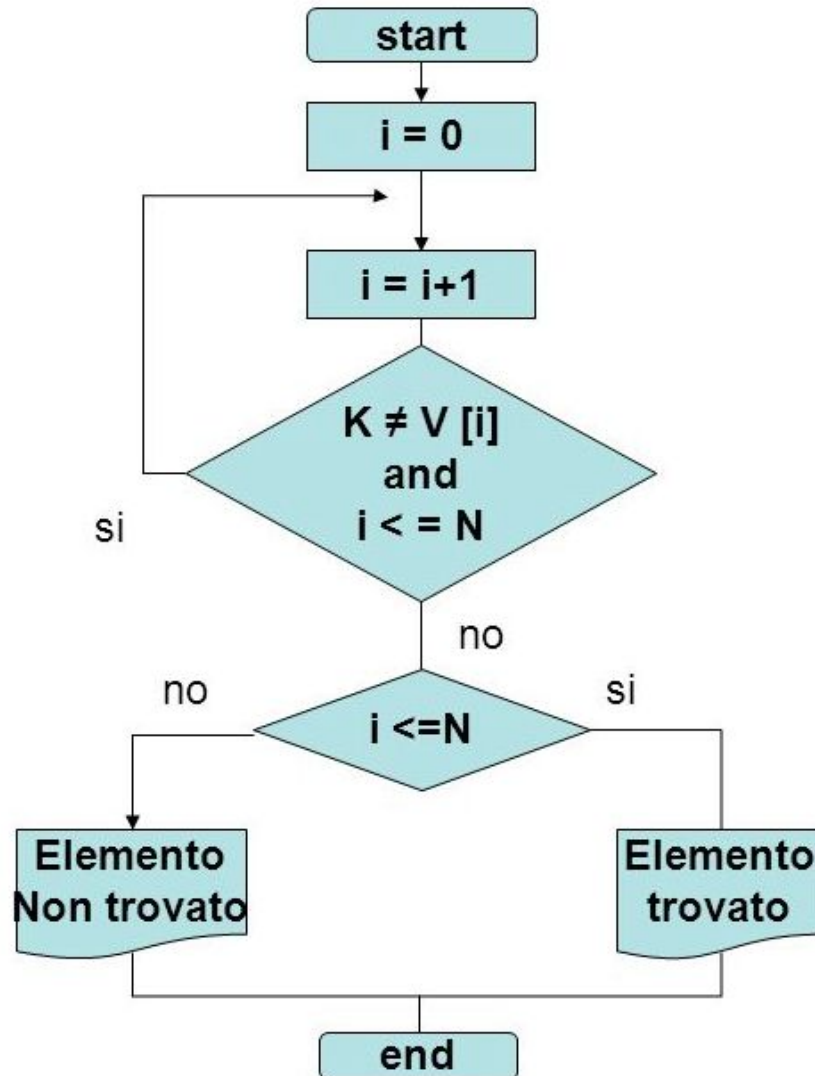 start
i = 0
i = i+1
K ≠ V [i]
and
i < = N
si
no
no
si
i <=N
Elemento
Non trovato
Elemento
trovato
end